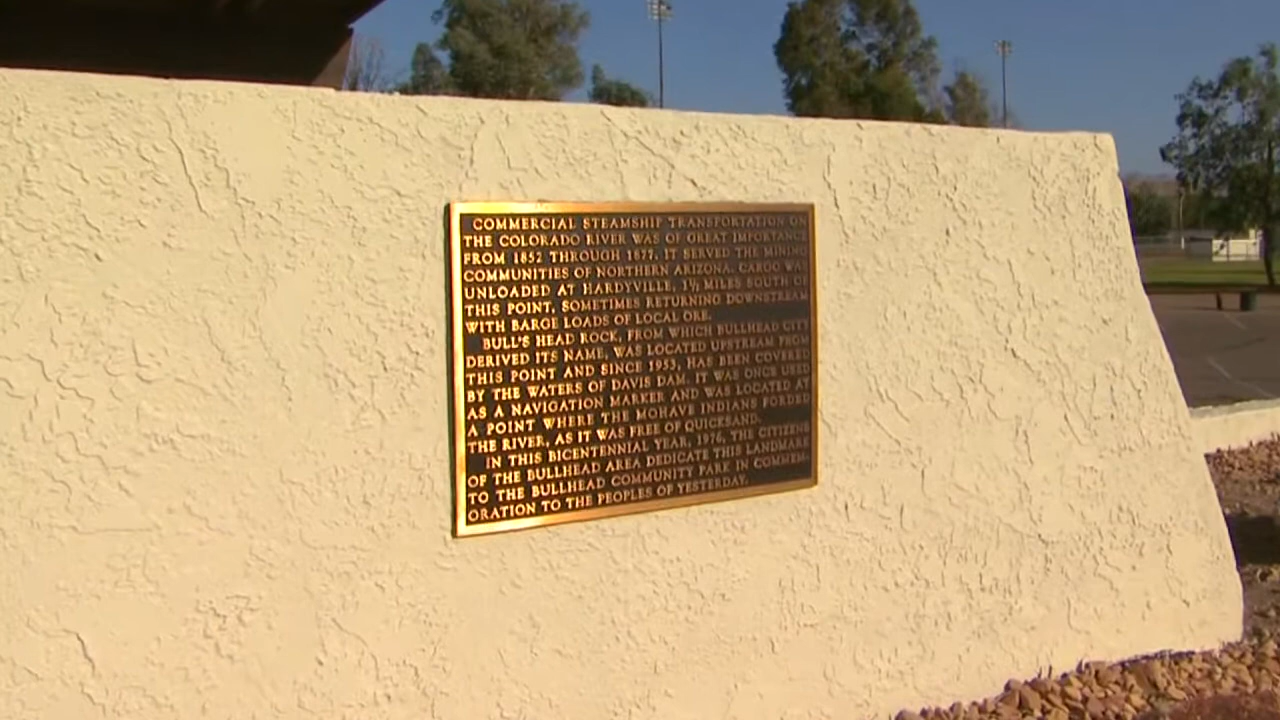 COMMERCIAL STEAMSHIP TRANSPORTATION ON
THE COLORADO RIVER WAS OF GREAT IMPORTANCE
FROM 1852 THROUGH 1877. IT SERVED THE MINING
COMMUNITIES OF NORTHERN ARIZONA. CARGO WAS
UNLOADED AT HARDYVILLE, 1½ MILES SOUTH OF
THIS POINT, SOMETIMES RETURNING DOWNSTREAM
WITH BARGE LOADS OF LOCAL ORE.
BULL'S HEAD ROCK, FROM WHICH BULLHEAD CITY
DERIVED ITS NAME, WAS LOCATED UPSTREAM FROM
THIS POINT AND SINCE 1953, HAS BEEN COVERED
BY THE WATERS OF DAVIS DAM. IT WAS ONCE USED
AS A NAVIGATION MARKER AND WAS LOCATED AT
A POINT WHERE THE MOHAVE INDIANS FORDED
THE RIVER, AS IT WAS FREE OF QUICKSAND.
IN THIS BICENTENNIAL YEAR, 1976, THE CITIZENS
OF THE BULLHEAD AREA DEDICATE THIS LANDMARK
TO THE BULLHEAD COMMUNITY PARK IN COMMEM-
ORATION TO THE PEOPLES OF YESTERDAY.